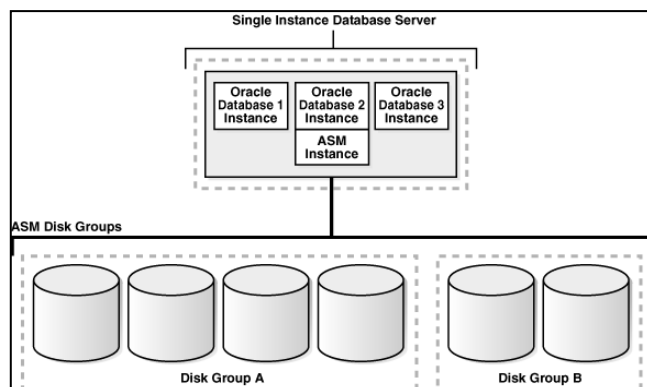 Single Instance Database Server
Oracle
Database 1
Instance
Oracle
Database 2
Instance
Oracle
Database 3
Instance
ASM
Instance
ASM Disk Groups
Disk Group A
Disk Group B